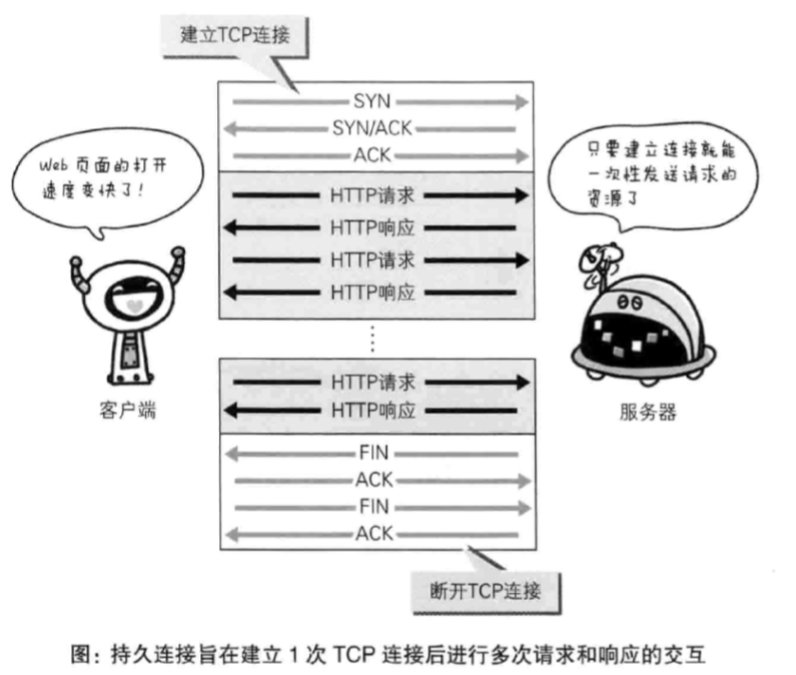 建立TCP连接
SYN
SYN/ACK
ACK
Web 页面的打开
速度变快了!
只要建立连接就能
一次性发送请求的
资源了
HTTP请求
HTTP响应
HTTP请求
HTTP响应
HTTP请求
HTTP响应
客户端
服务器
FIN
ACK
FIN
ACK
断开TCP连接
图：持久连接旨在建立 1 次 TCP 连接后进行多次请求和响应的交互